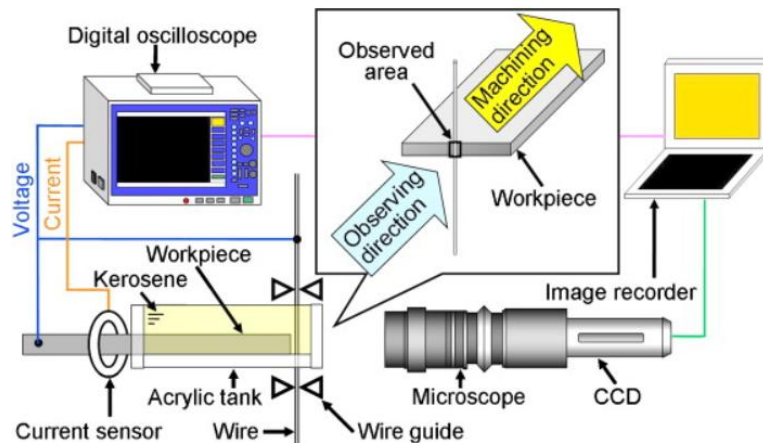 Digital oscilloscope
Observed
area
Machining
direction
Workpiece
Observing
direction
Voltage
Current
Workpiece
Kerosene
Image recorder
Acrylic tank
Microscope
CCD
Current sensor
Wire
Wire guide